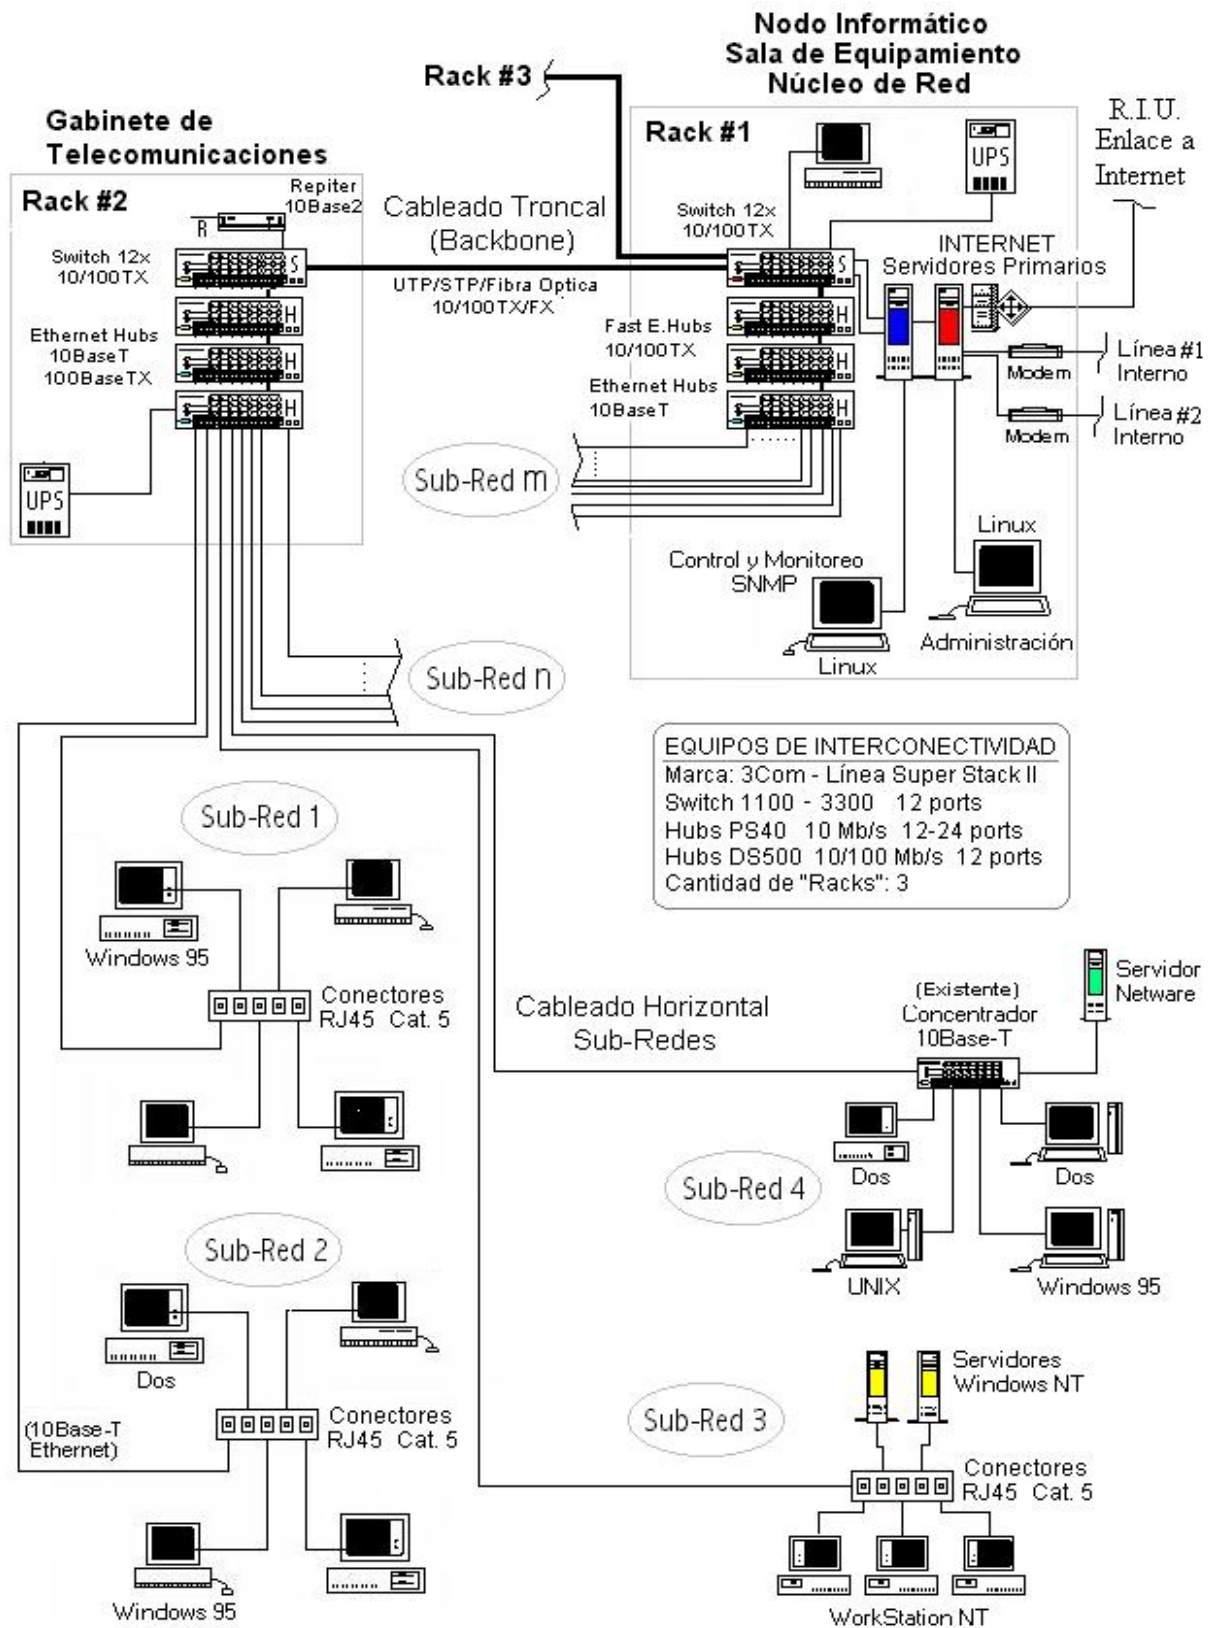 Nodo Informático
Sala de Equipamiento
Núcleo de Red
Rack #3
Gabinete de
Telecomunicaciones
Rack #2
Repiter
10Base2
R
Switch 12x
10/100TX
S
H
Ethernet Hubs
10BaseT
100BaseTX
H
H
UPS
Cableado Troncal
(Backbone)
UTP/STP/Fibra Optica
10/100TX/FX
Rack #1
UPS
Switch 12x
10/100TX
S
INTERNET
Servidores Primarios
R.I.U.
Enlace a
Internet
H
Fast E.Hubs
10/100TX
H
Ethernet Hubs
10BaseT
H
Modem
Línea #1
Interno
Modem
Línea #2
Interno
Sub-Red m
Control y Monitoreo
SNMP
Linux
Linux
Administración
Sub-Red n
EQUIPOS DE INTERCONECTIVIDAD
Marca: 3Com - Línea Super Stack II
Switch 1100 - 3300 12 ports
Hubs PS40 10 Mb/s 12-24 ports
Hubs DS500 10/100 Mb/s 12 ports
Cantidad de "Racks": 3
Sub-Red 1
Windows 95
Conectores
RJ45 Cat. 5
Cableado Horizontal
Sub-Redes
(Existente)
Concentrador
10Base-T
Servidor
Netware
Dos
Dos
Sub-Red 4
UNIX
Windows 95
Sub-Red 2
Dos
(10Base-T
Ethernet)
Conectores
RJ45 Cat. 5
Windows 95
Sub-Red 3
Servidores
Windows NT
Conectores
RJ45 Cat. 5
WorkStation NT